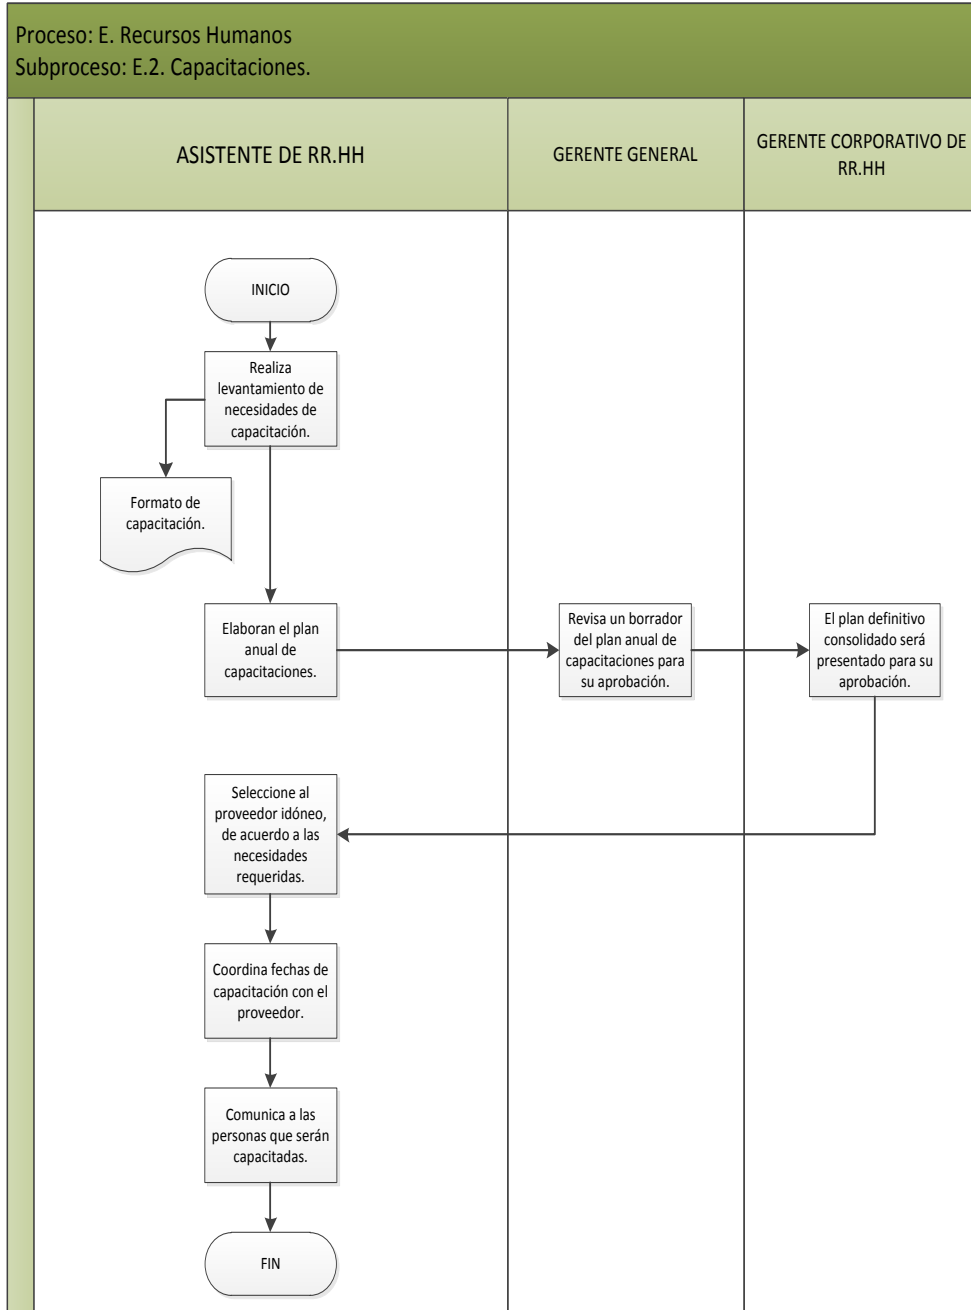 Proceso: E. Recursos Humanos
Subproceso: E.2. Capacitaciones.
ASISTENTE DE RR.HH
GERENTE GENERAL
GERENTE CORPORATIVO DE
RR.HH
INICIO
Realiza
levantamiento de
necesidades de
capacitación.
Formato de
capacitación.
Elaboran el plan
anual de
capacitaciones.
Revisa un borrador
del plan anual de
capacitaciones para
su aprobación.
El plan definitivo
consolidado será
presentado para su
aprobación.
Seleccione al
proveedor idóneo,
de acuerdo a las
necesidades
requeridas.
Coordina fechas de
capacitación con el
proveedor.
Comunica a las
personas que serán
capacitadas.
FIN